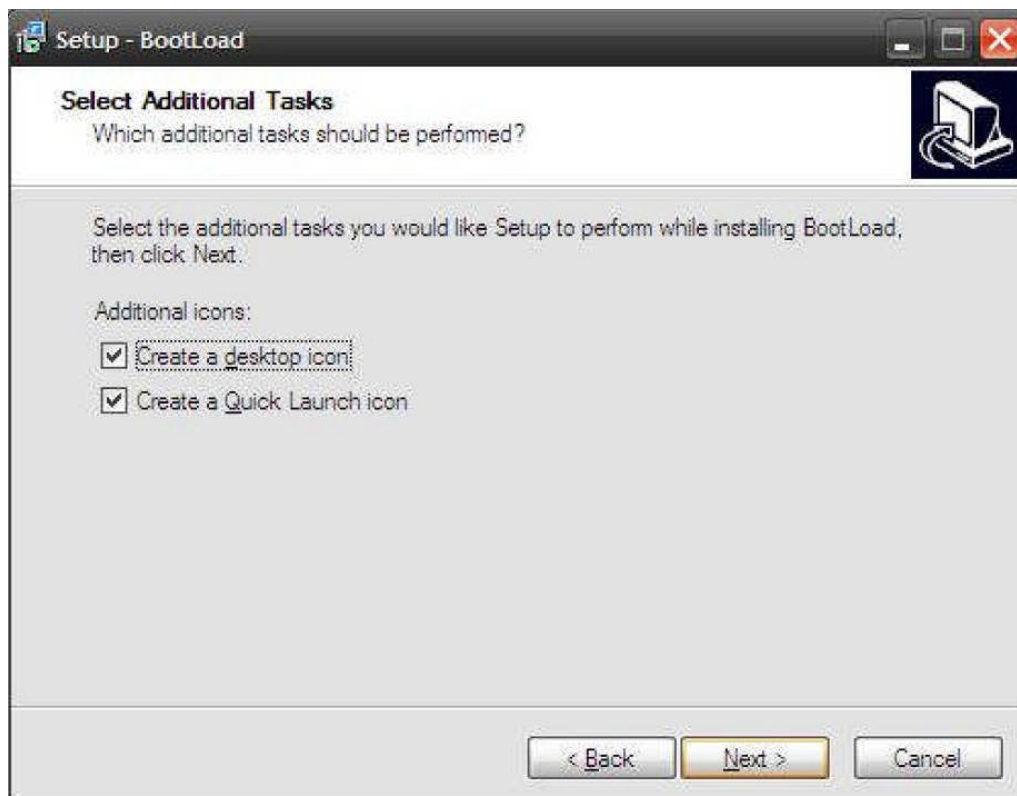 Setup - BootLoad
Select Additional Tasks
Which additional tasks should be performed?
Select the additional tasks you would like Setup to perform while installing BootLoad,
then click Next.
Additional icons:
Create a desktop icon
Create a Quick Launch icon
< Back Next > Cancel